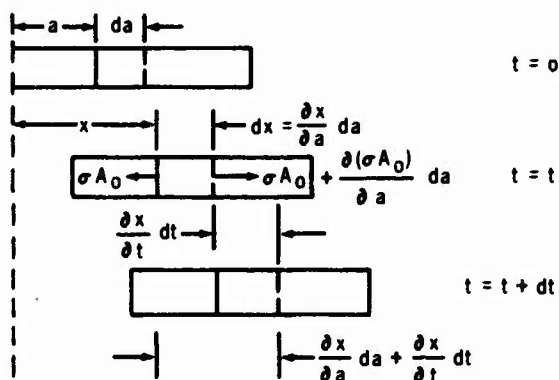 a da
t = o
x dx = ∂x/∂a da
σA₀ σA₀ + ∂(σA₀)/∂a da t = t
∂x/∂t dt
t = t + dt
∂x/∂a da + ∂x/∂t dt